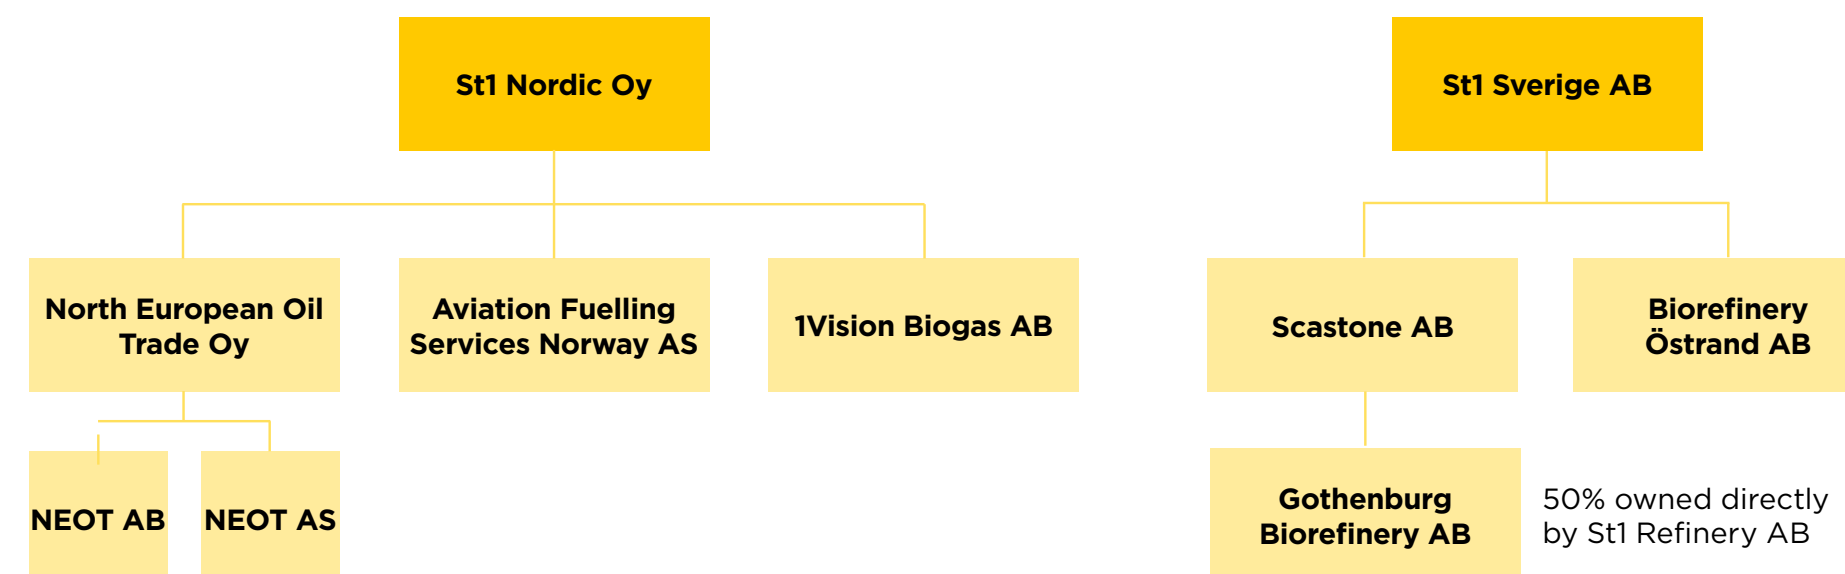 St1 Nordic Oy
St1 Sverige AB
North European Oil
Trade Oy
Aviation Fuelling
Services Norway AS
1Vision Biogas AB
Scastone AB
Biorefinery
Östrand AB
NEOT AB
NEOT AS
Gothenburg
Biorefinery AB
50% owned directly
by St1 Refinery AB